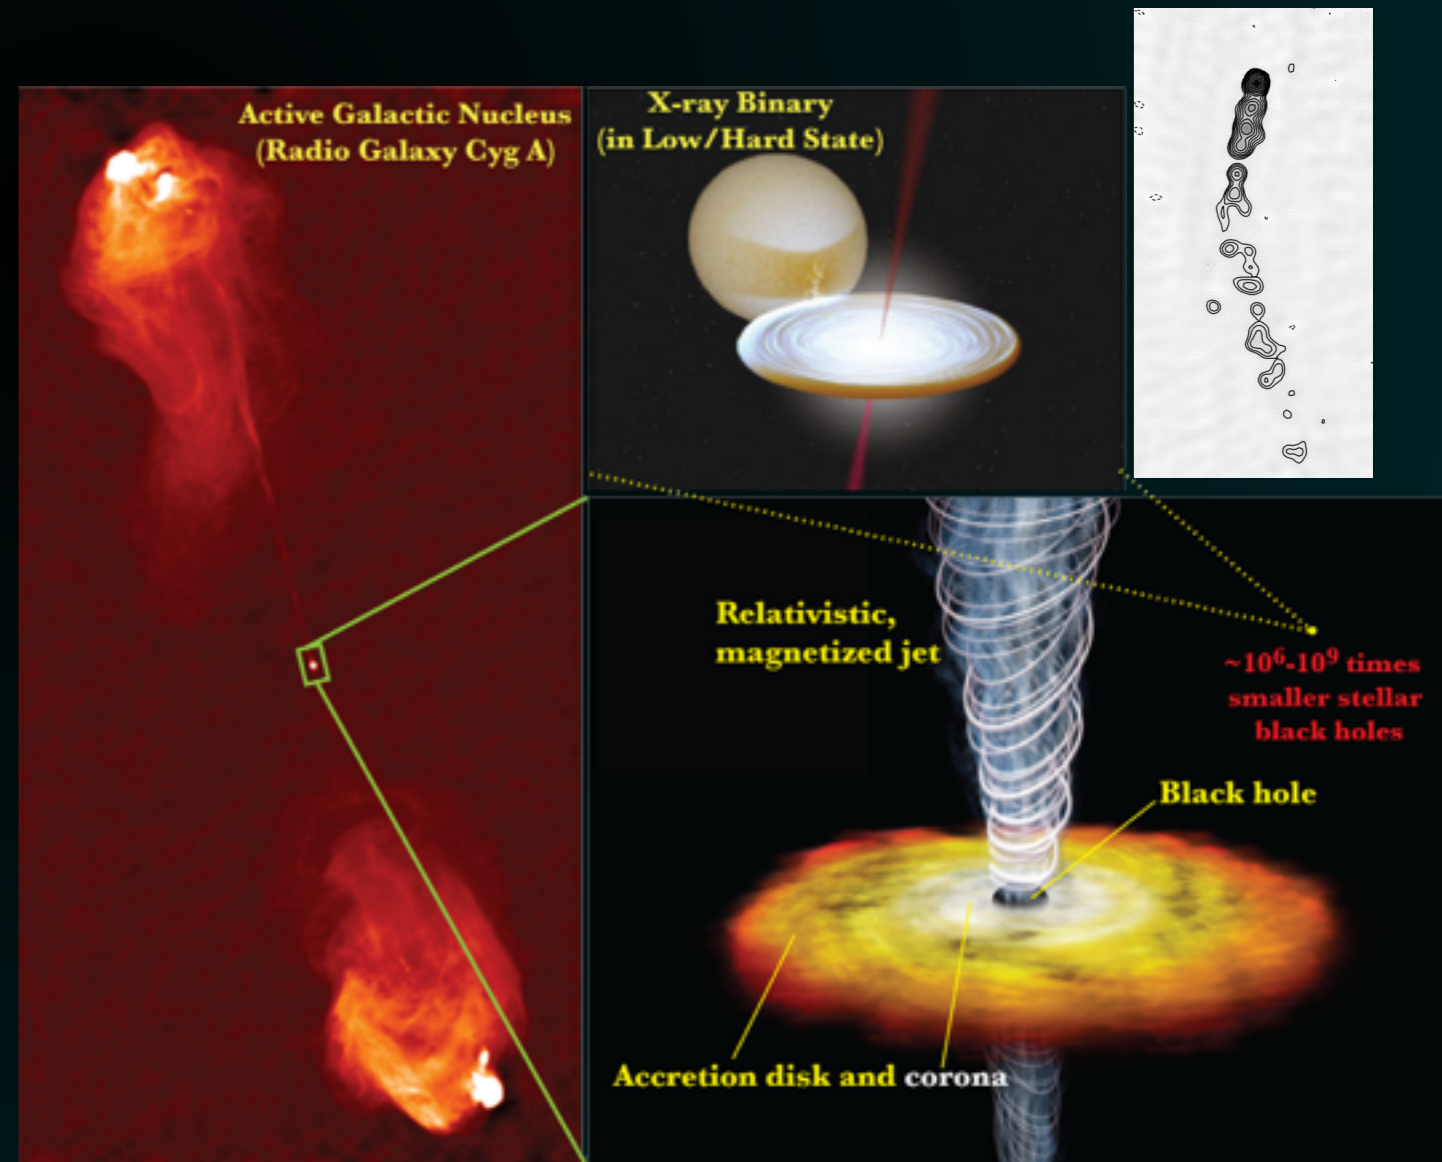 Active Galactic Nucleus
(Radio Galaxy Cyg A)
X-ray Binary
(in Low/Hard State)
Relativistic,
magnetized jet
~10⁶-10⁹ times
smaller stellar
black holes
Black hole
Accretion disk and corona